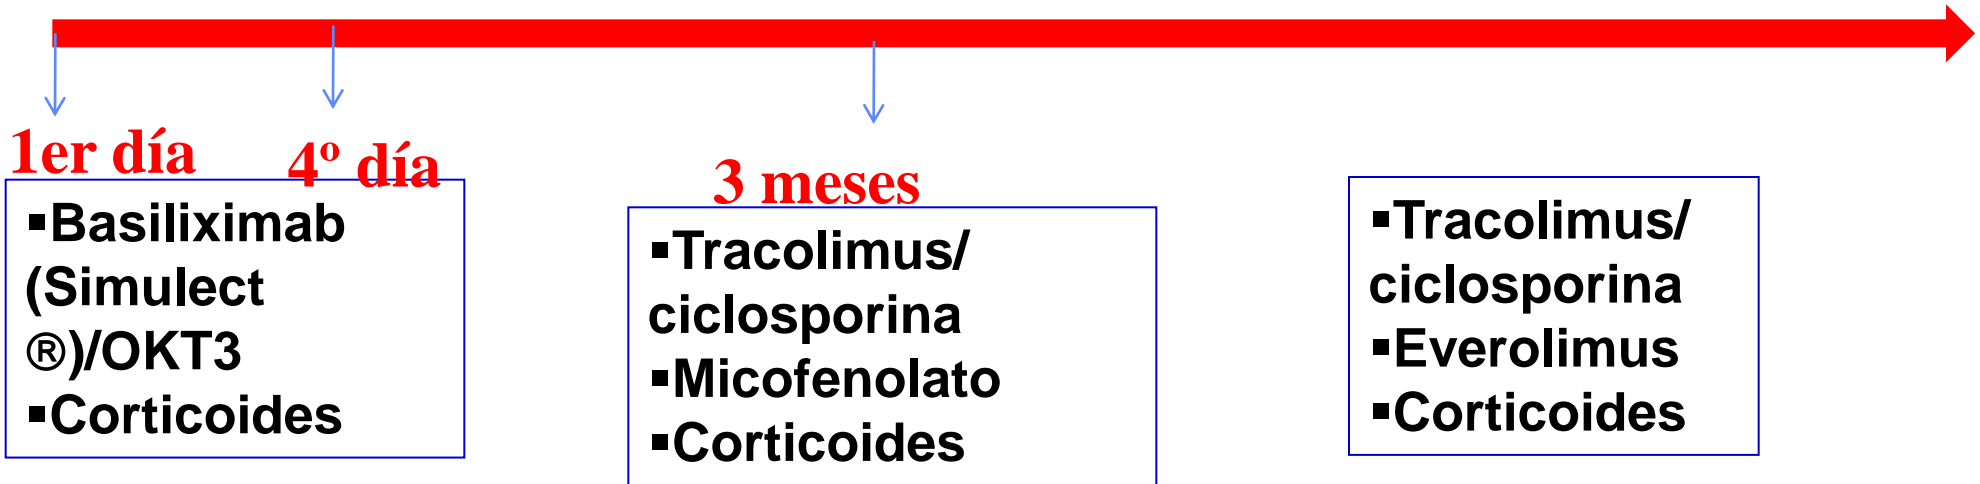 1er día
4º día
3 meses
▪Basiliximab
(Simulect
®)/OKT3
▪Corticoides
▪Tracolimus/
ciclosporina
▪Micofenolato
▪Corticoides
▪Tracolimus/
ciclosporina
▪Everolimus
▪Corticoides